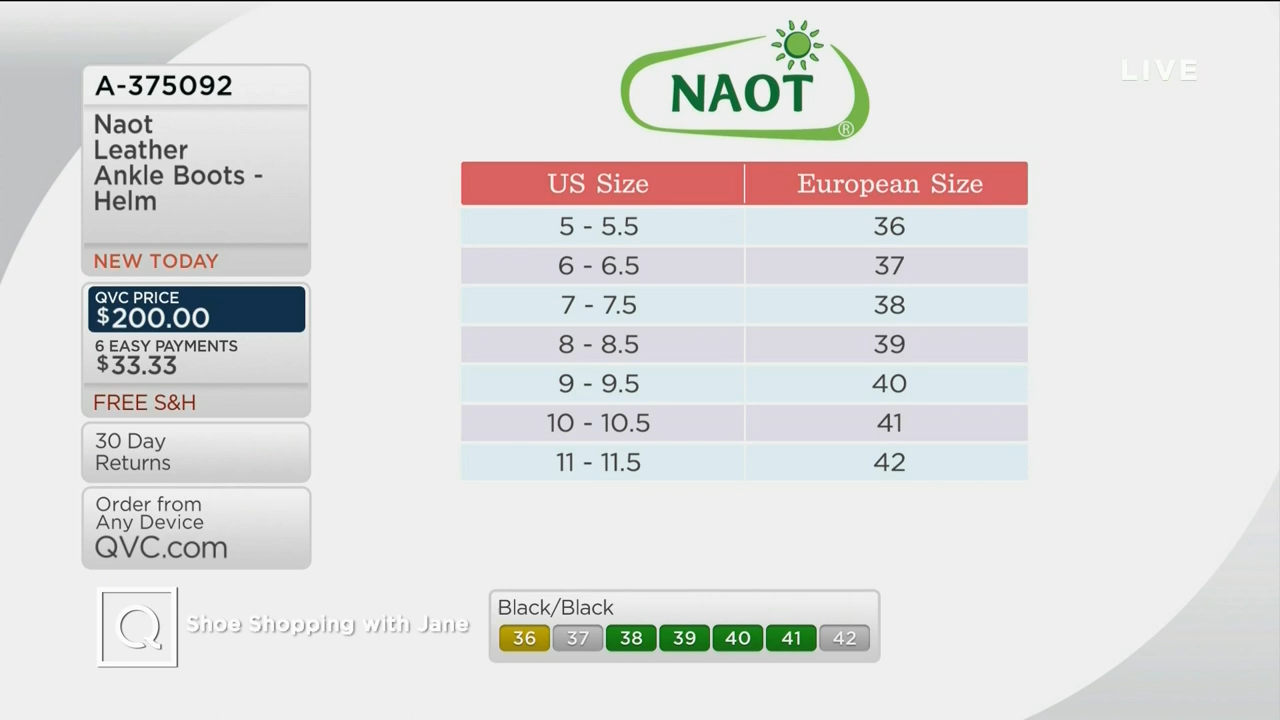 A-375092
Naot
Leather
Ankle Boots -
Helm
NEW TODAY
QVC PRICE
$200.00
6 EASY PAYMENTS
$33.33
FREE S&H
30 Day
Returns
Order from
Any Device
QVC.com
NAOT
®
LIVE
US Size European Size
5 - 5.5 36
6 - 6.5 37
7 - 7.5 38
8 - 8.5 39
9 - 9.5 40
10 - 10.5 41
11 - 11.5 42
Q
Shoe Shopping with Jane
Black/Black
36 37 38 39 40 41 42